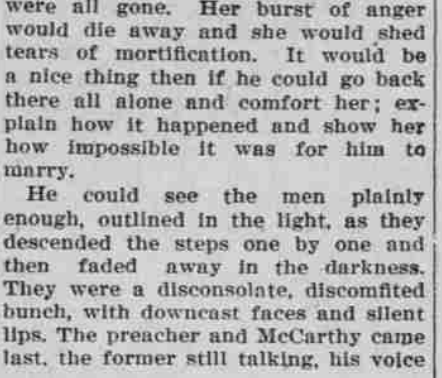 were all gone. Her burst of anger
would die away and she would shed
tears of mortification. It would be
a nice thing then if he could go back
there all alone and comfort her; ex-
plain how it happened and show her
how impossible it was for him to
marry.
He could see the men plainly
enough, outlined in the light, as they
descended the steps one by one and
then faded away in the darkness.
They were a disconsolate, discomfited
bunch, with downcast faces and silent
lips. The preacher and McCarthy came
last, the former still talking, his voice